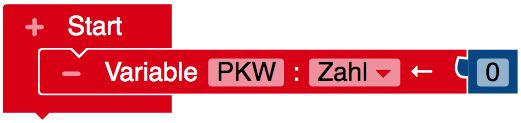 + Start
– Variable PKW : Zahl ← 0